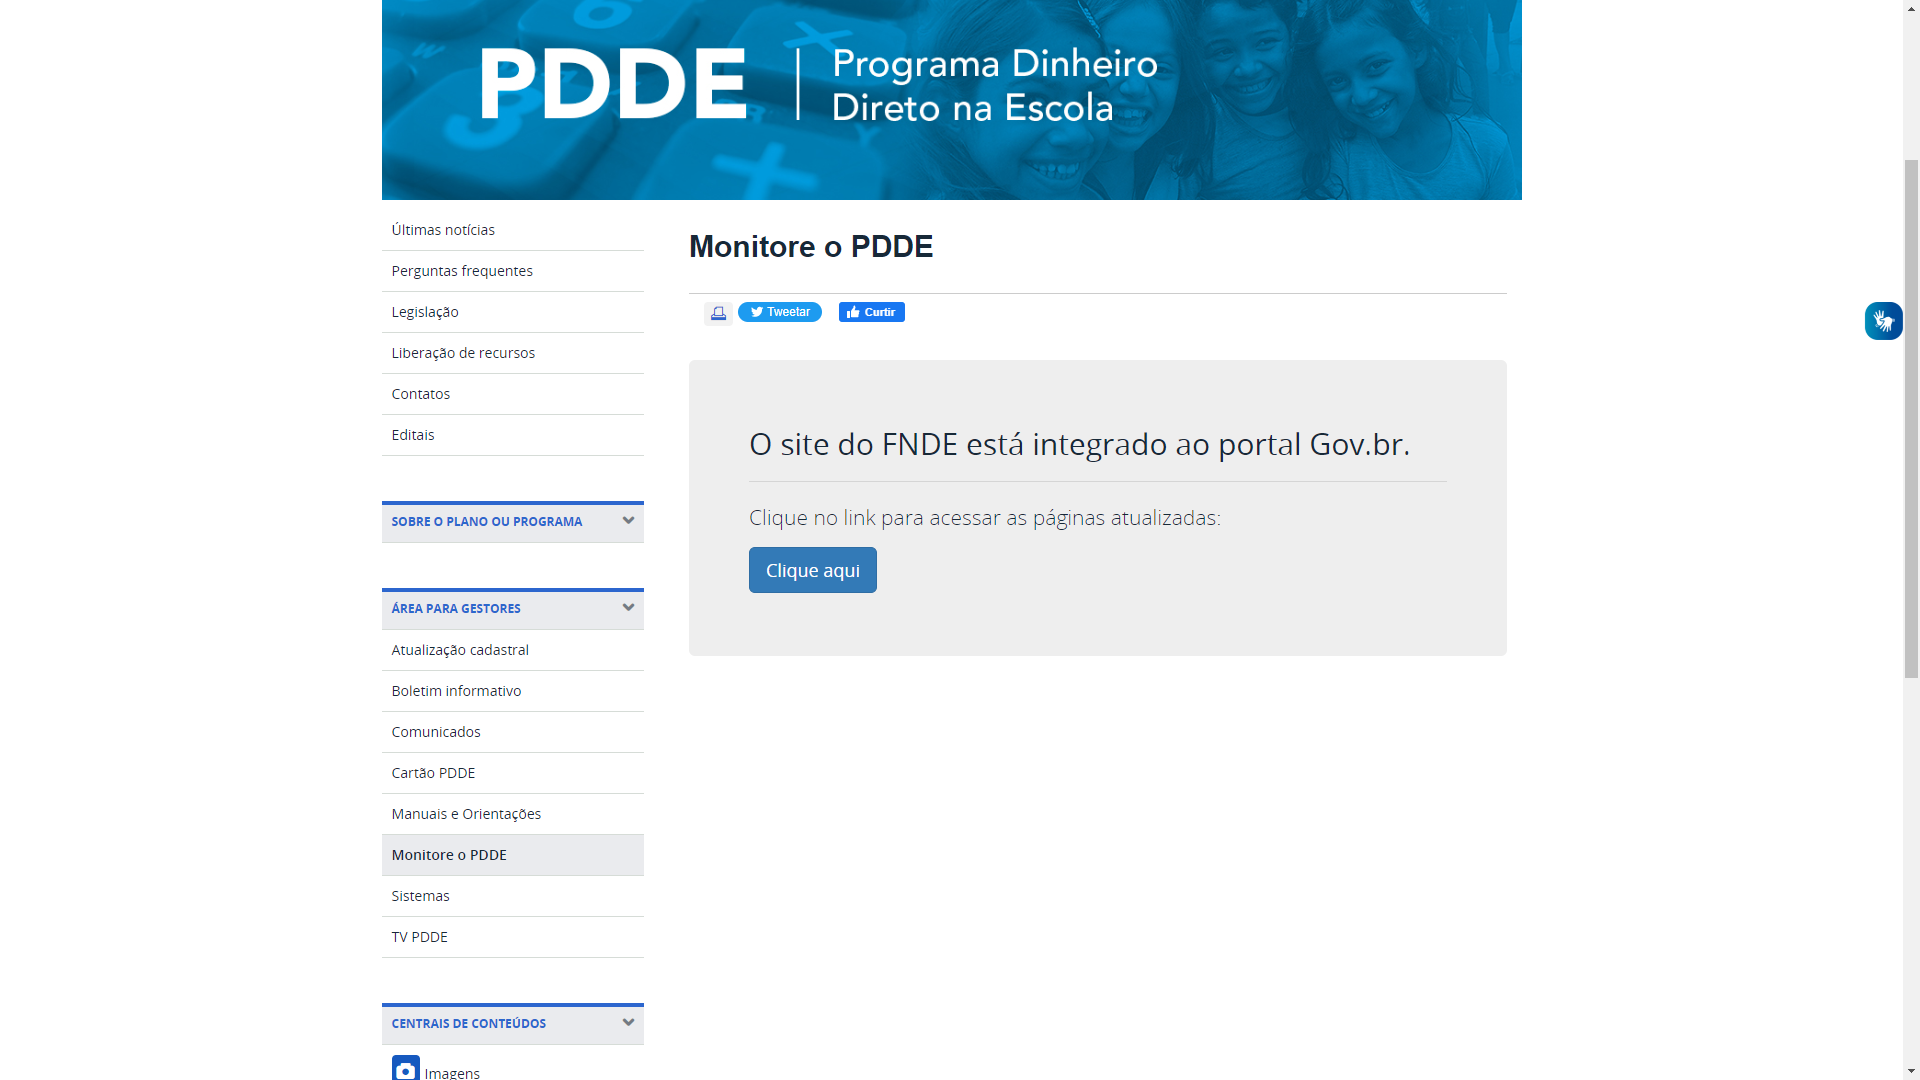 PDDE
Programa Dinheiro
Direto na Escola
Últimas notícias
Perguntas frequentes
Legislação
Liberação de recursos
Contatos
Editais
SOBRE O PLANO OU PROGRAMA
ÁREA PARA GESTORES
Atualização cadastral
Boletim informativo
Comunicados
Cartão PDDE
Manuais e Orientações
Monitore o PDDE
Sistemas
TV PDDE
CENTRAIS DE CONTEÚDOS
Imagens
Monitore o PDDE
Tweetar
Curtir
O site do FNDE está integrado ao portal Gov.br.
Clique no link para acessar as páginas atualizadas:
Clique aqui